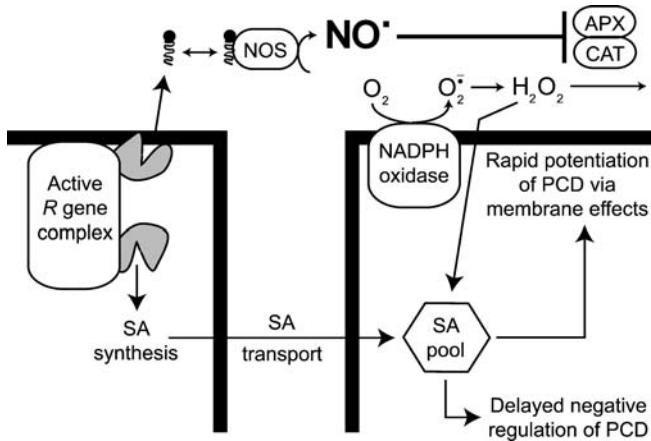 NOS
NO•
APX
CAT
O2
O2•̄
H2O2
Active
R gene
complex
NADPH
oxidase
Rapid potentiation
of PCD via
membrane effects
SA
synthesis
SA
transport
SA
pool
Delayed negative
regulation of PCD